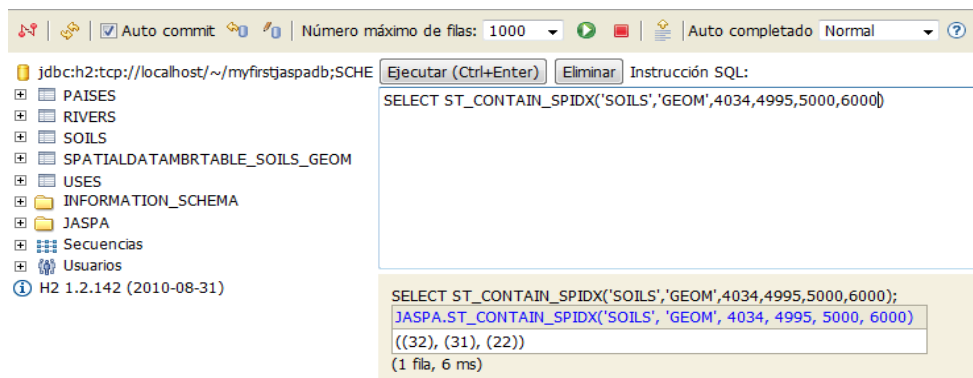 Auto commit Número máximo de filas: 1000 Auto completado Normal
jdbc:h2:tcp://localhost/~/myfirstjaspadb;SCHE
PAISES
RIVERS
SOILS
SPATIALDATAMBRTABLE_SOILS_GEOM
USES
INFORMATION_SCHEMA
JASPA
Secuencias
Usuarios
H2 1.2.142 (2010-08-31)
Ejecutar (Ctrl+Enter) Eliminar Instrucción SQL:
SELECT ST_CONTAIN_SPIDX('SOILS','GEOM',4034,4995,5000,6000)
SELECT ST_CONTAIN_SPIDX('SOILS','GEOM',4034,4995,5000,6000);
JASPA.ST_CONTAIN_SPIDX('SOILS', 'GEOM', 4034, 4995, 5000, 6000)
((32), (31), (22))
(1 fila, 6 ms)